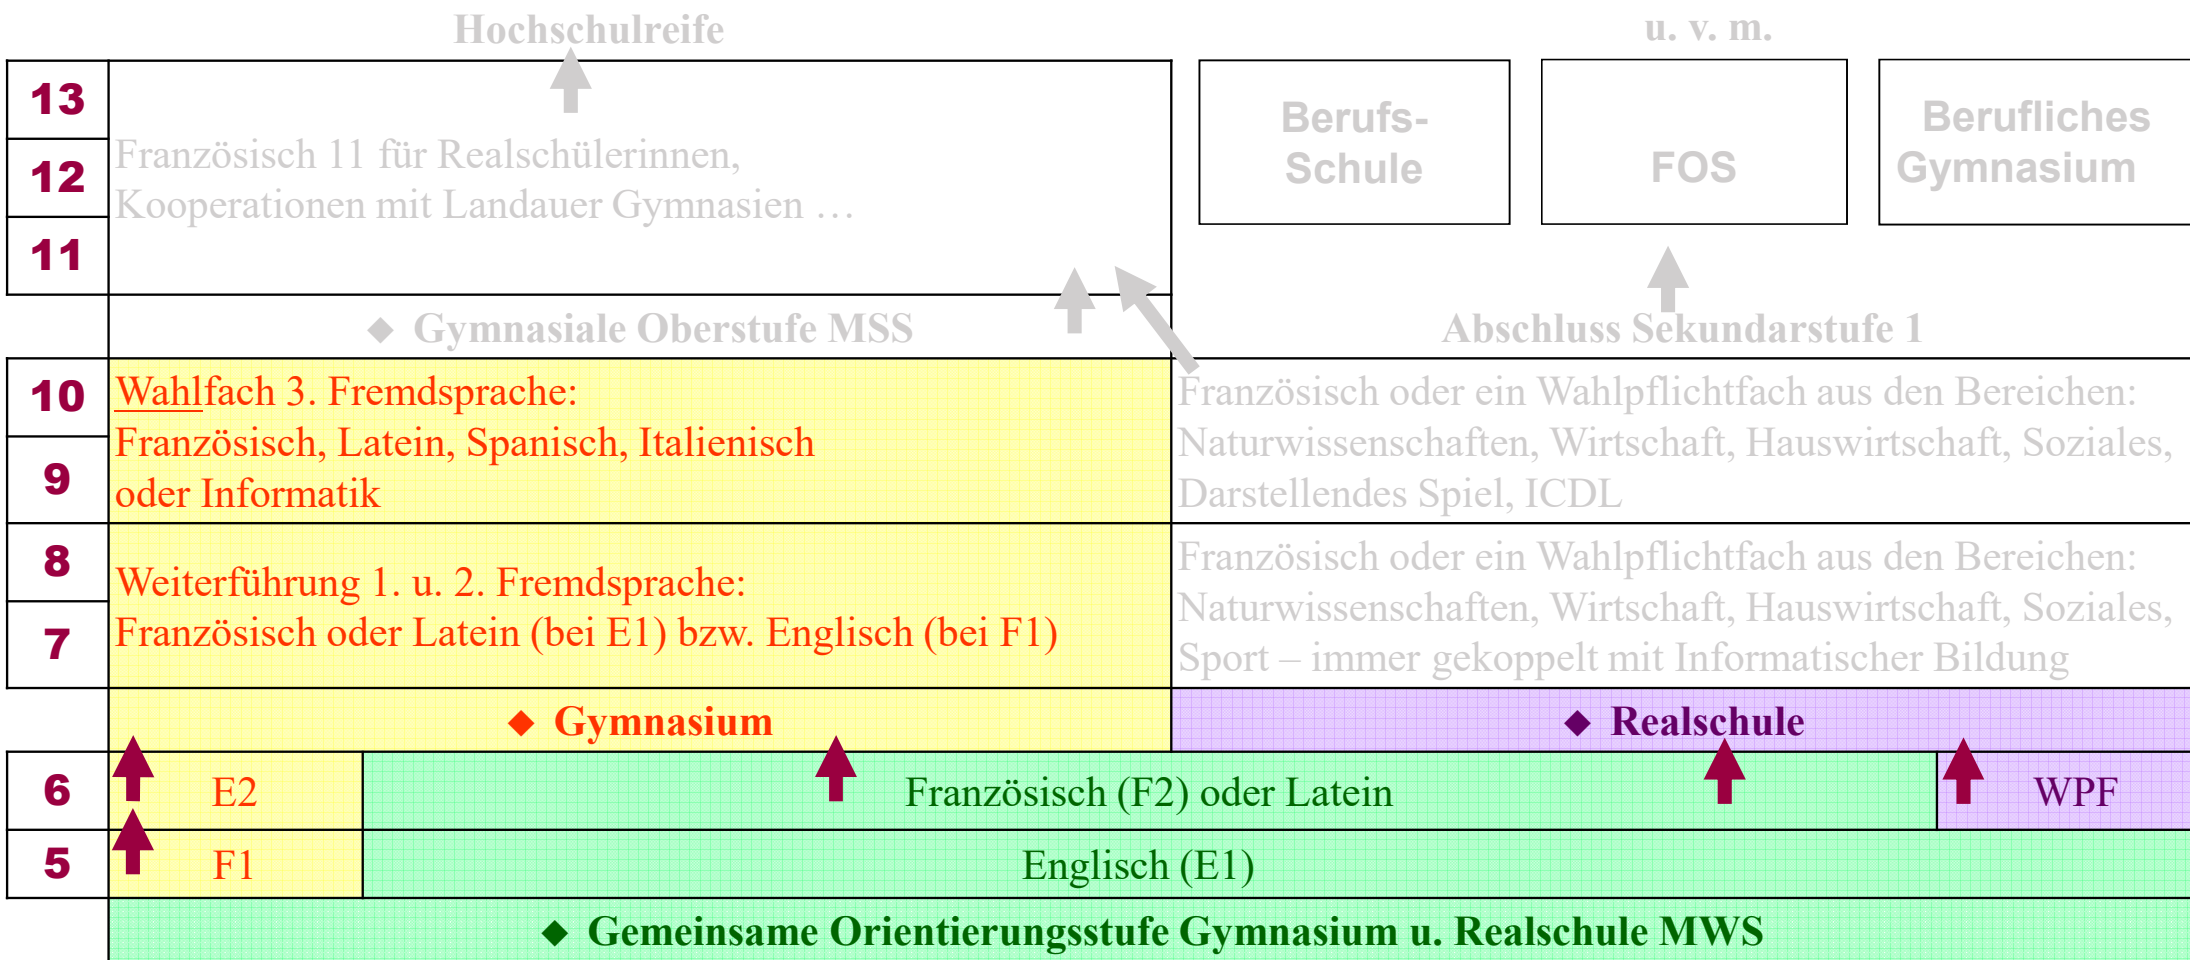 Hochschulreife
u. v. m.
13
12
11
Französisch 11 für Realschülerinnen,
Kooperationen mit Landauer Gymnasien …
Berufs-
Schule
FOS
Berufliches
Gymnasium
◆ Gymnasiale Oberstufe MSS
Abschluss Sekundarstufe 1
10
9
Wahlfach 3. Fremdsprache:
Französisch, Latein, Spanisch, Italienisch
oder Informatik
Französisch oder ein Wahlpflichtfach aus den Bereichen:
Naturwissenschaften, Wirtschaft, Hauswirtschaft, Soziales,
Darstellendes Spiel, ICDL
8
7
Weiterführung 1. u. 2. Fremdsprache:
Französisch oder Latein (bei E1) bzw. Englisch (bei F1)
Französisch oder ein Wahlpflichtfach aus den Bereichen:
Naturwissenschaften, Wirtschaft, Hauswirtschaft, Soziales,
Sport – immer gekoppelt mit Informatischer Bildung
◆ Gymnasium
◆ Realschule
6
E2
Französisch (F2) oder Latein
WPF
5
F1
Englisch (E1)
◆ Gemeinsame Orientierungsstufe Gymnasium u. Realschule MWS